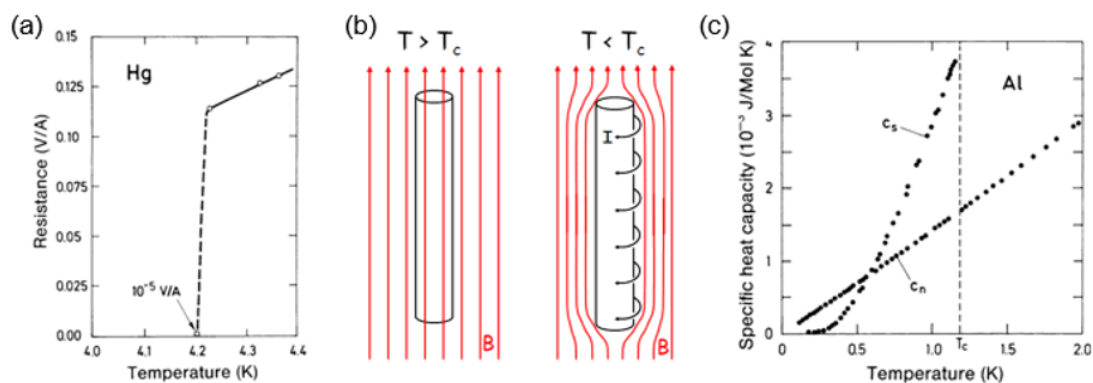 (a)
0.15
0.125
0.10
0.075
0.05
0.025
0.00
Resistance (V/A)
Hg
10⁻⁵ V/A
4.0 4.1 4.2 4.3 4.4
Temperature (K)
(b)
T > Tc
B
T < Tc
I
B
(c)
4
3
2
1
0
Specific heat capacity (10⁻³ J/Mol K)
Al
cs
cn
0 0.5 1.0 Tc 1.5 2.0
Temperature (K)